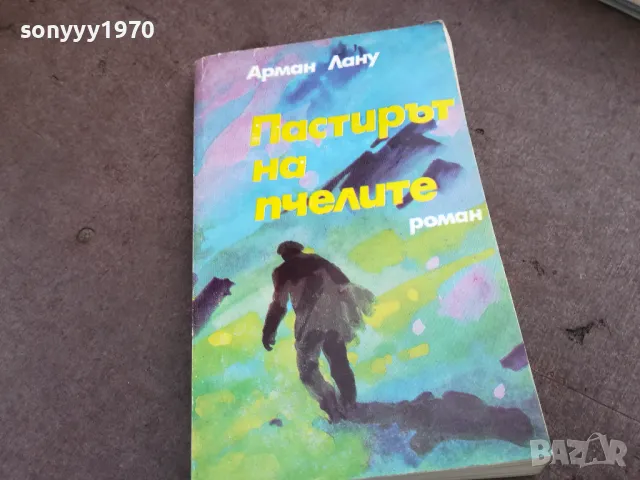 sonyyy1970
Арман Лану
Пастирът
на
пчелите
роман
BAZAR